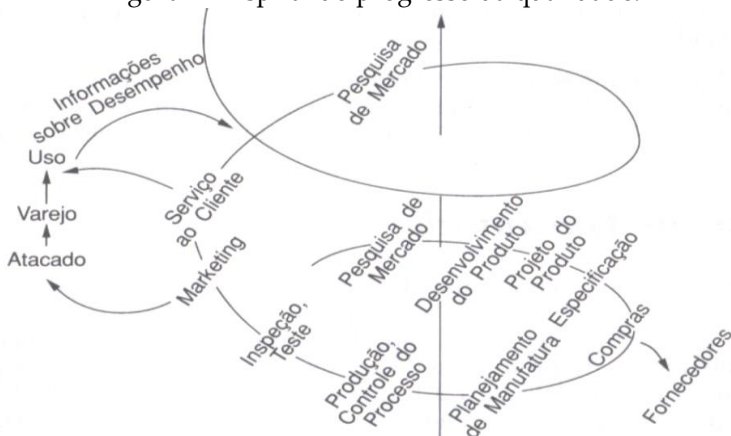 Pesquisa
de Mercado
Informações
sobre Desempenho
Uso
Varejo
Atacado
Serviço
ao Cliente
Marketing
Pesquisa de
Mercado
Desenvolvimento
do Produto
Projeto do
Produto
Especificação
Compras
Fornecedores
Planejamento
de Manufatura
Produção,
Controle do
Processo
Inspeção,
Teste